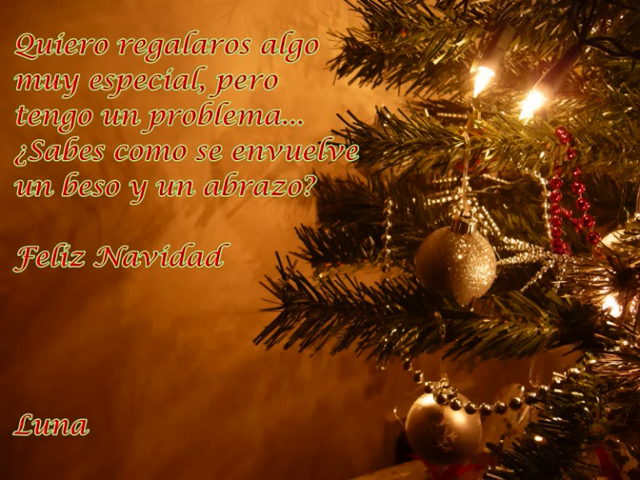 Quiero regalaros algo
muy especial, pero
tengo un problema...
¿Sabes como se envuelve
un beso y un abrazo?
Feliz Navidad
Luna